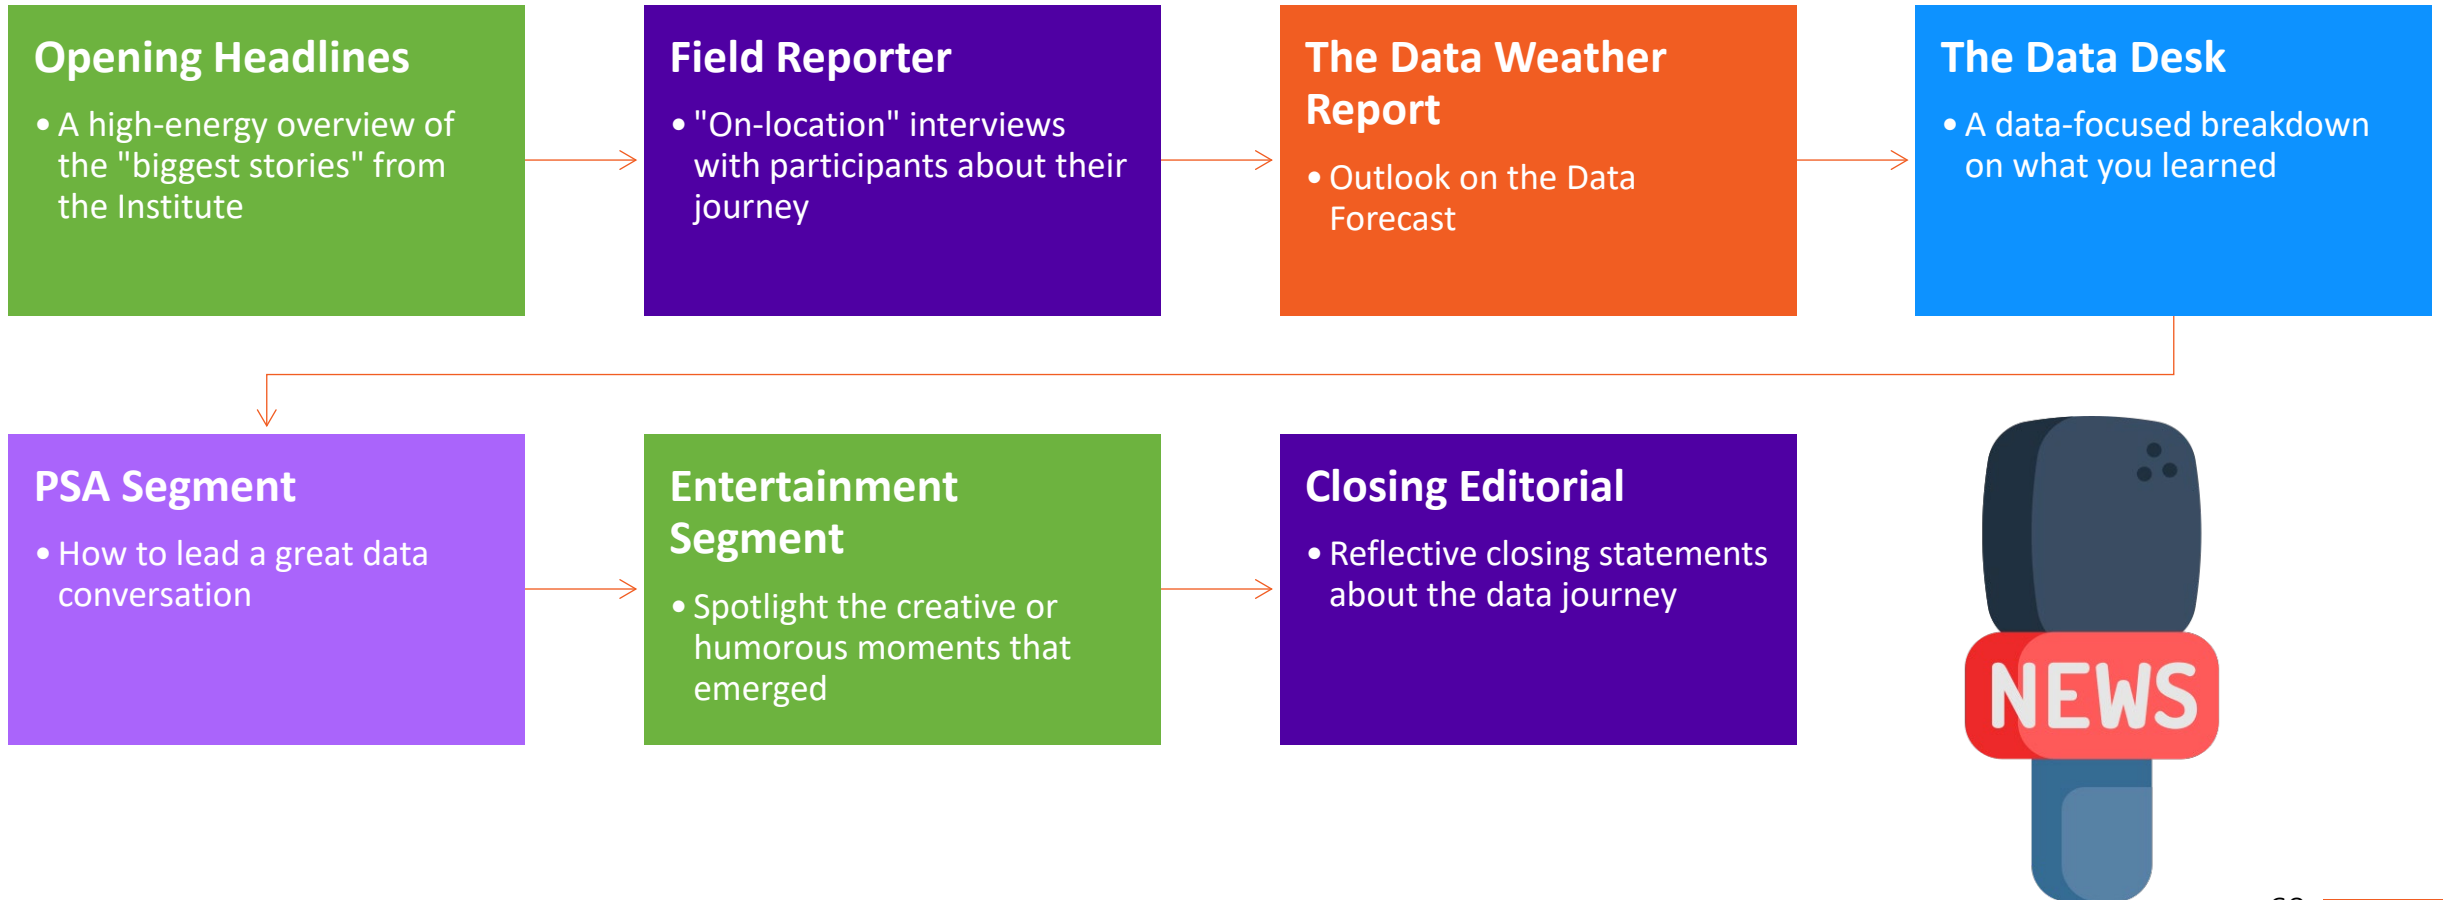 Opening Headlines
• A high-energy overview of
the "biggest stories" from
the Institute
Field Reporter
• "On-location" interviews
with participants about their
journey
The Data Weather
Report
• Outlook on the Data
Forecast
The Data Desk
• A data-focused breakdown
on what you learned
PSA Segment
• How to lead a great data
conversation
Entertainment
Segment
• Spotlight the creative or
humorous moments that
emerged
Closing Editorial
• Reflective closing statements
about the data journey
NEWS